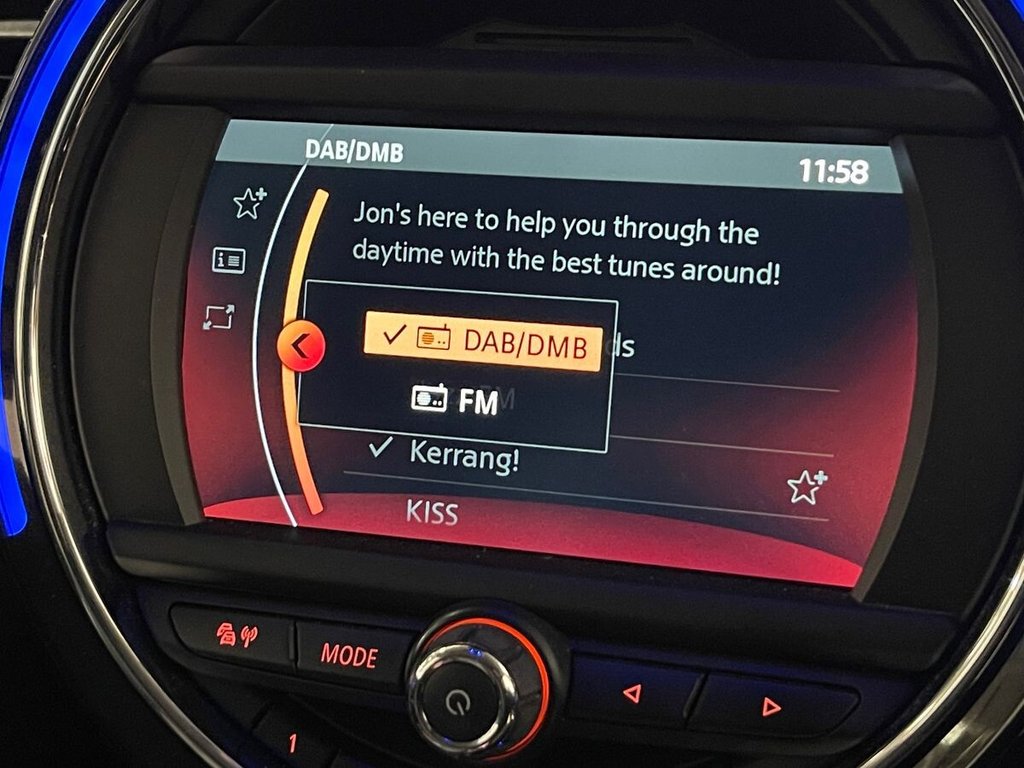 DAB/DMB
11:58
Jon's here to help you through the
daytime with the best tunes around!
DAB/DMB
ds
FM
Kerrang!
KISS
MODE
1